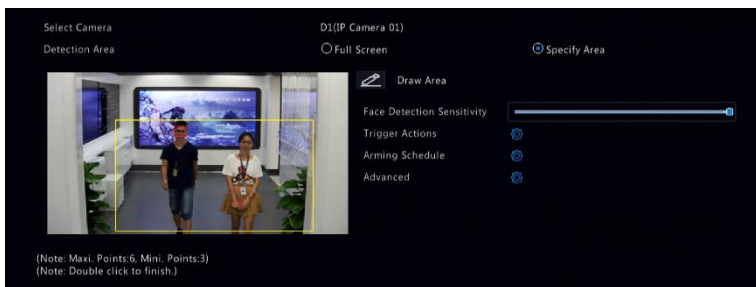 Select Camera D1(IP Camera 01)
Detection Area Full Screen Specify Area
Draw Area
Face Detection Sensitivity
Trigger Actions
Arming Schedule
Advanced
(Note: Maxi. Points:6, Mini. Points:3)
(Note: Double click to finish.)